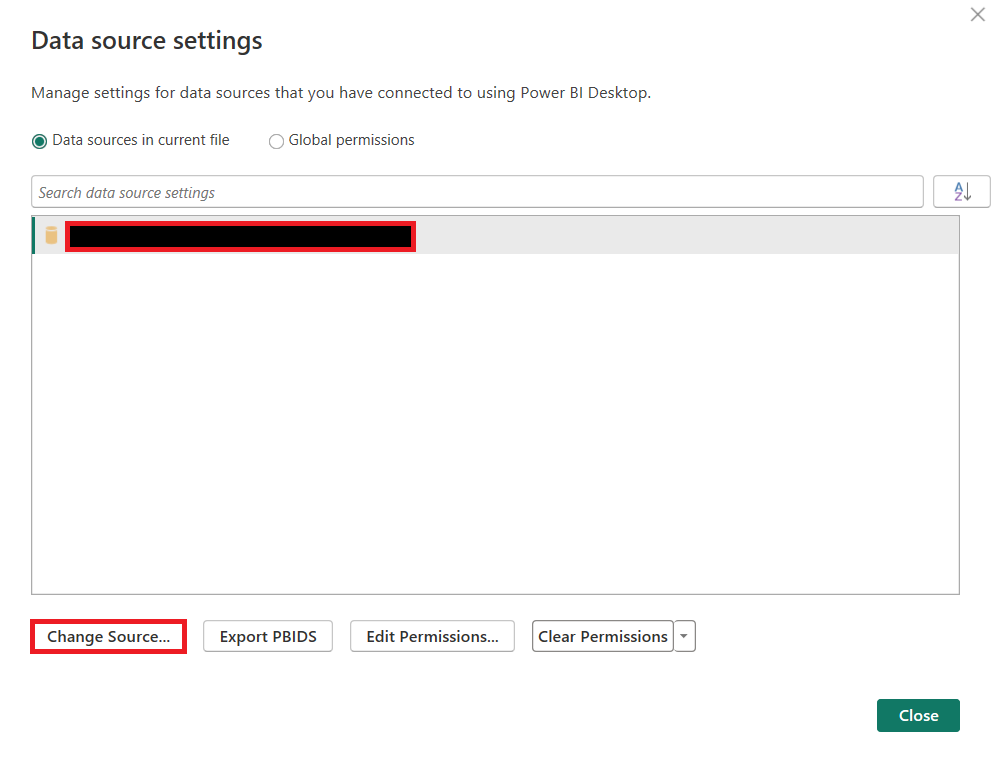 Data source settings
Manage settings for data sources that you have connected to using Power BI Desktop.
Data sources in current file Global permissions
Search data source settings AZ
Change Source... Export PBIDS Edit Permissions... Clear Permissions
Close